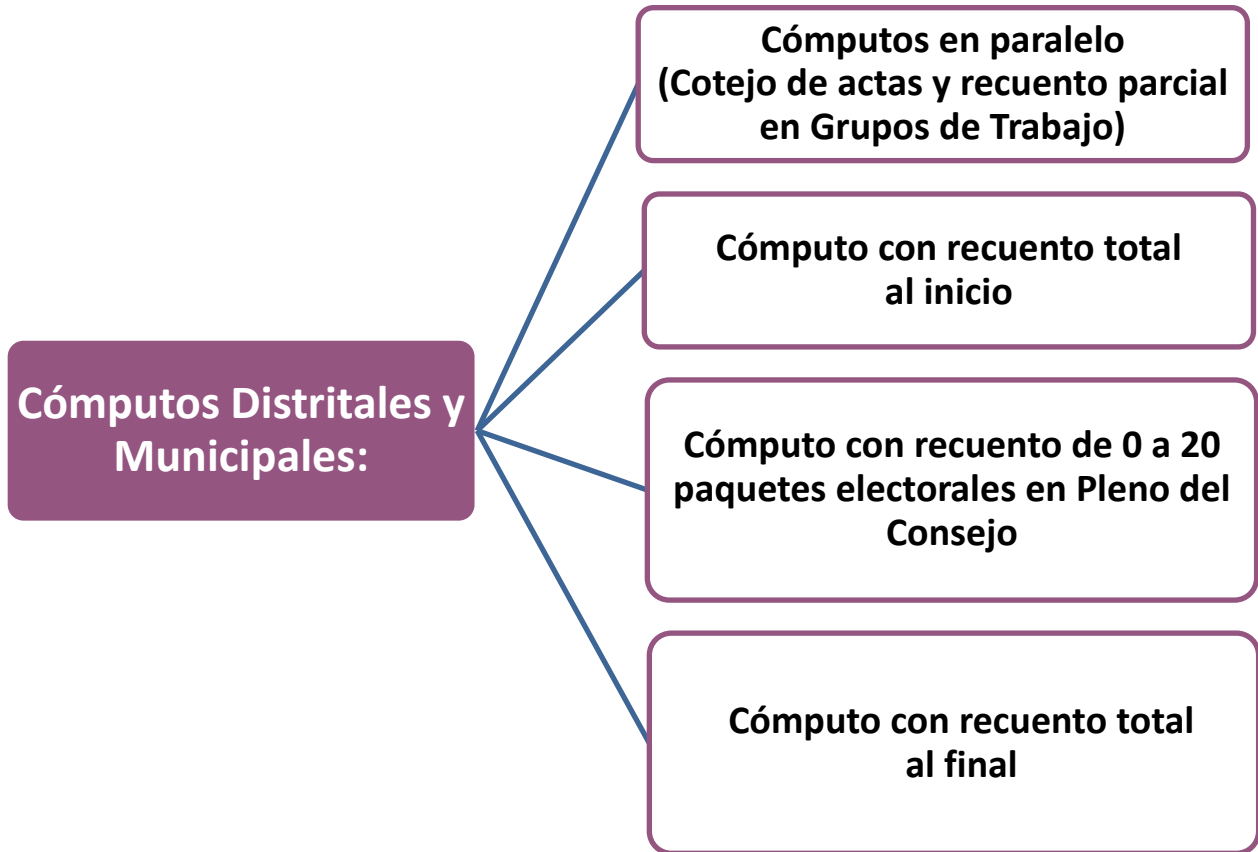 Cómputos en paralelo
(Cotejo de actas y recuento parcial
en Grupos de Trabajo)
Cómputo con recuento total
al inicio
Cómputos Distritales y
Municipales:
Cómputo con recuento de 0 a 20
paquetes electorales en Pleno del
Consejo
Cómputo con recuento total
al final